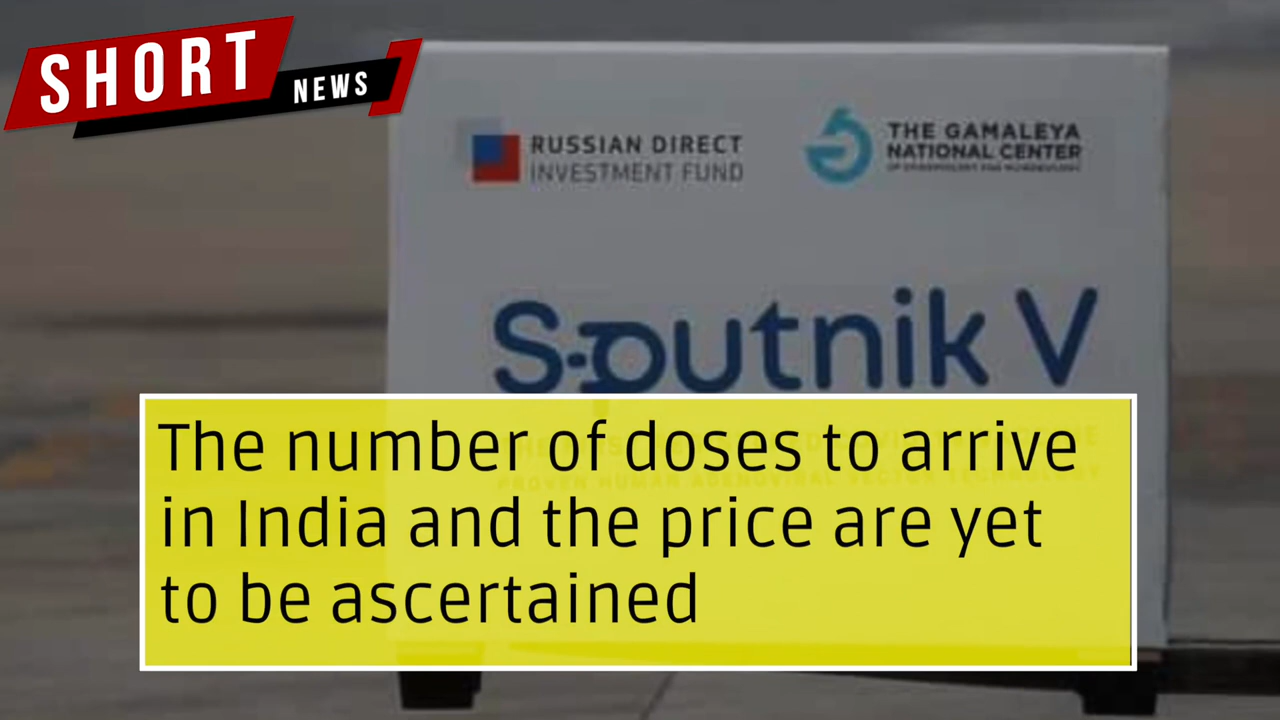 SHORT
NEWS
RUSSIAN DIRECT
INVESTMENT FUND
THE GAMALEYA
NATIONAL CENTER
Sputnik V
The number of doses to arrive
in India and the price are yet
to be ascertained